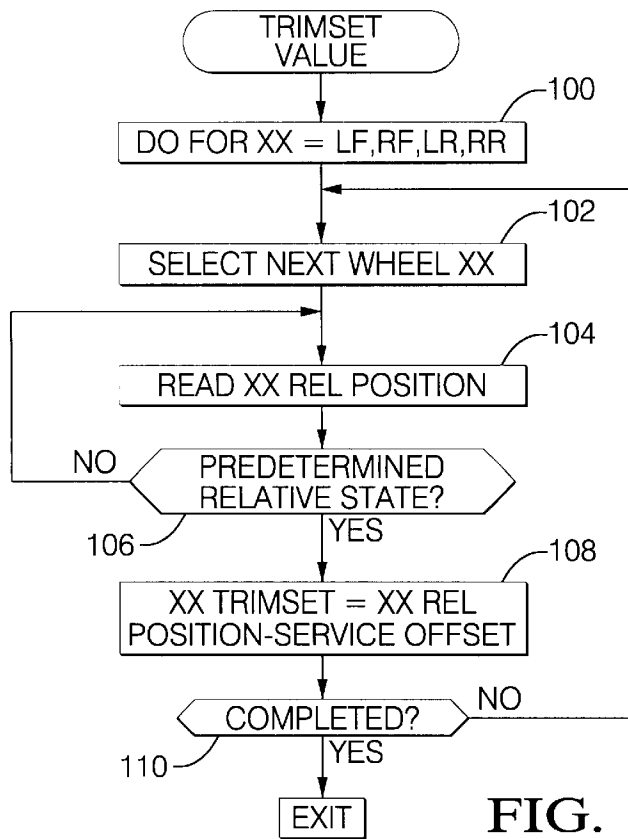 TRIMSET
VALUE
100
DO FOR XX = LF,RF,LR,RR
102
SELECT NEXT WHEEL XX
104
READ XX REL POSITION
NO
PREDETERMINED
RELATIVE STATE?
106
YES
108
XX TRIMSET = XX REL
POSITION-SERVICE OFFSET
NO
COMPLETED?
110
YES
EXIT
FIG.